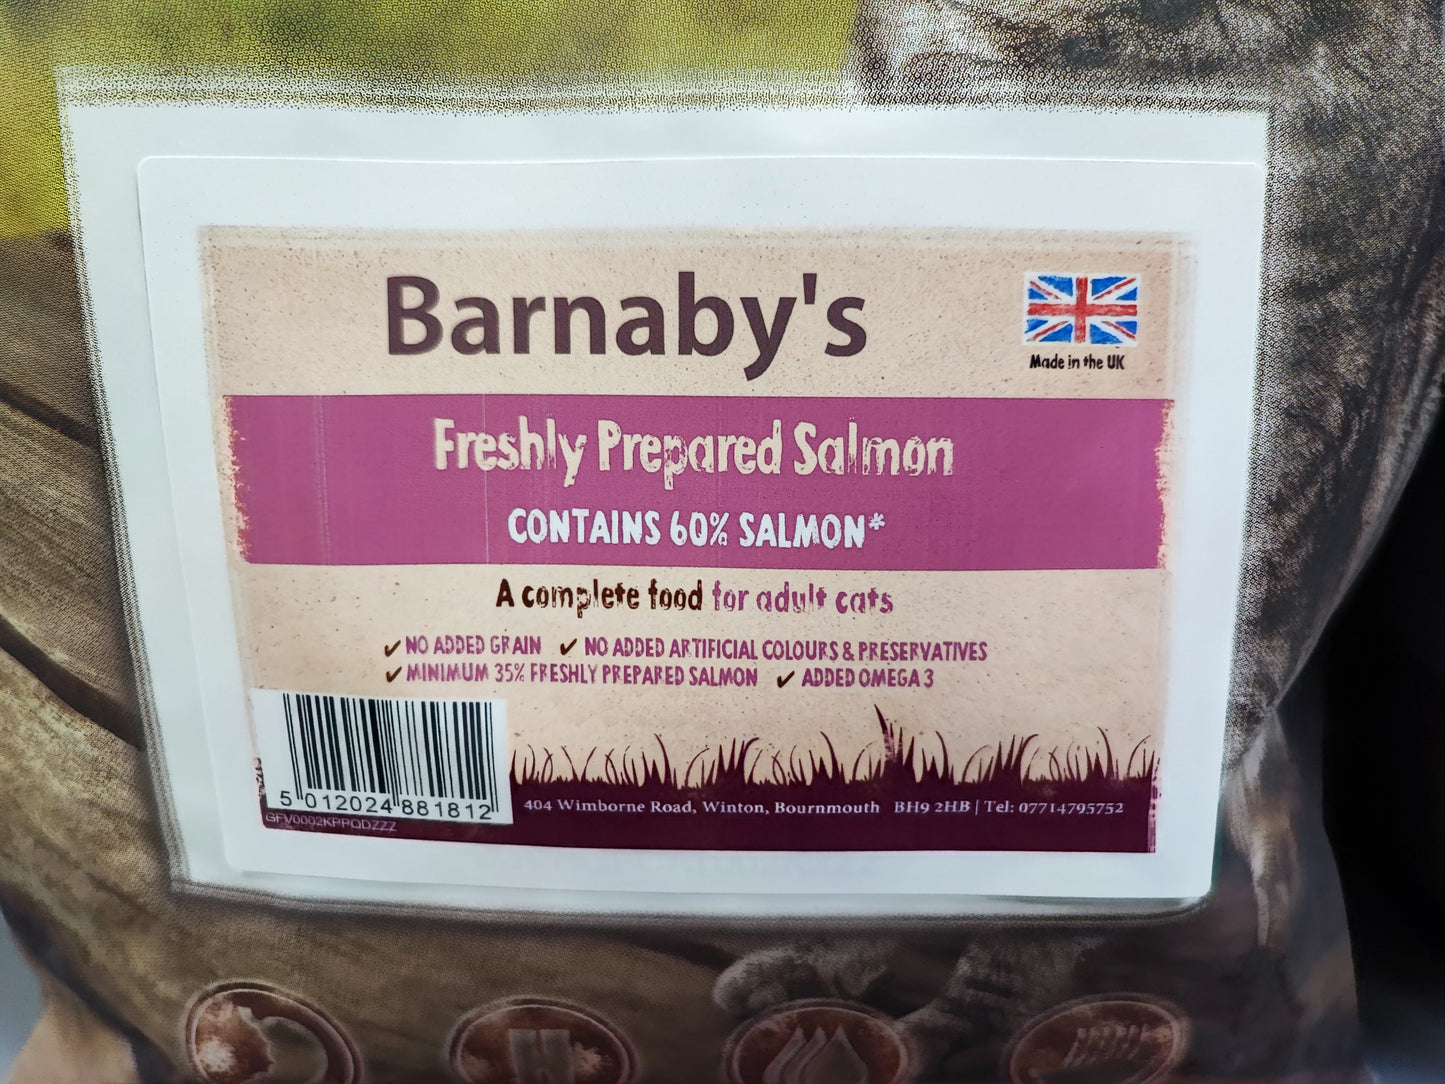 Barnaby's
Made in the UK
Freshly Prepared Salmon
CONTAINS 60% SALMON*
A complete food for adult cats
✓ NO ADDED GRAIN ✓ NO ADDED ARTIFICIAL COLOURS & PRESERVATIVES
✓ MINIMUM 35% FRESHLY PREPARED SALMON ✓ ADDED OMEGA 3
5 012024 881812
GFV0002KPPQDZZZ
404 Wimborne Road, Winton, Bournmouth BH9 2HB | Tel: 07714795752